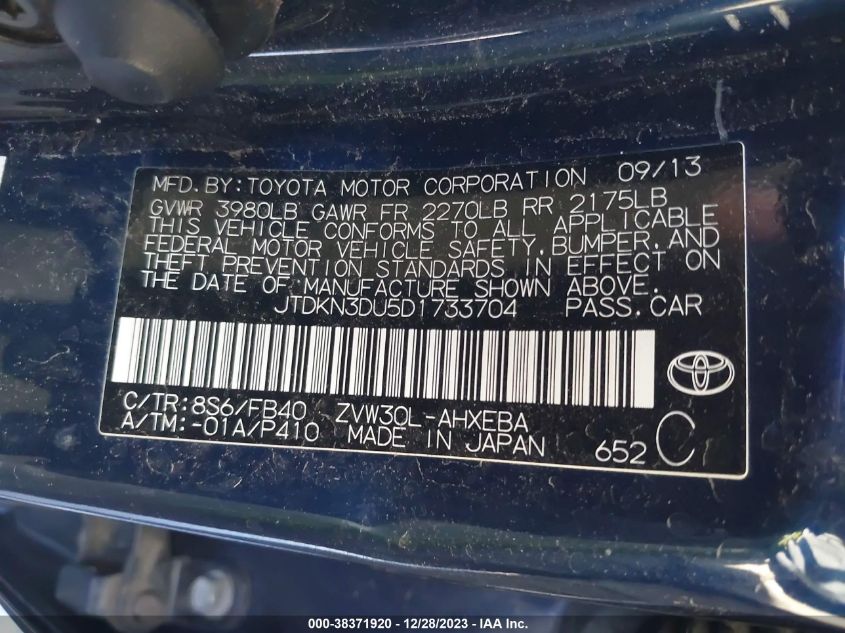 MFD. BY: TOYOTA MOTOR CORPORATION 09/13
GVWR 3980LB GAWR FR 2270LB RR 2175LB
THIS VEHICLE CONFORMS TO ALL APPLICABLE
FEDERAL MOTOR VEHICLE SAFETY, BUMPER, AND
THEFT PREVENTION STANDARDS IN EFFECT ON
THE DATE OF MANUFACTURE SHOWN ABOVE.
JTDKN3DU5D1733704 PASS. CAR
C/TR: 8S6/FB40 ZVW30L-AHXEBA
A/TM: -01A/P410 MADE IN JAPAN 652 C
000-38371920 - 12/28/2023 - IAA Inc.